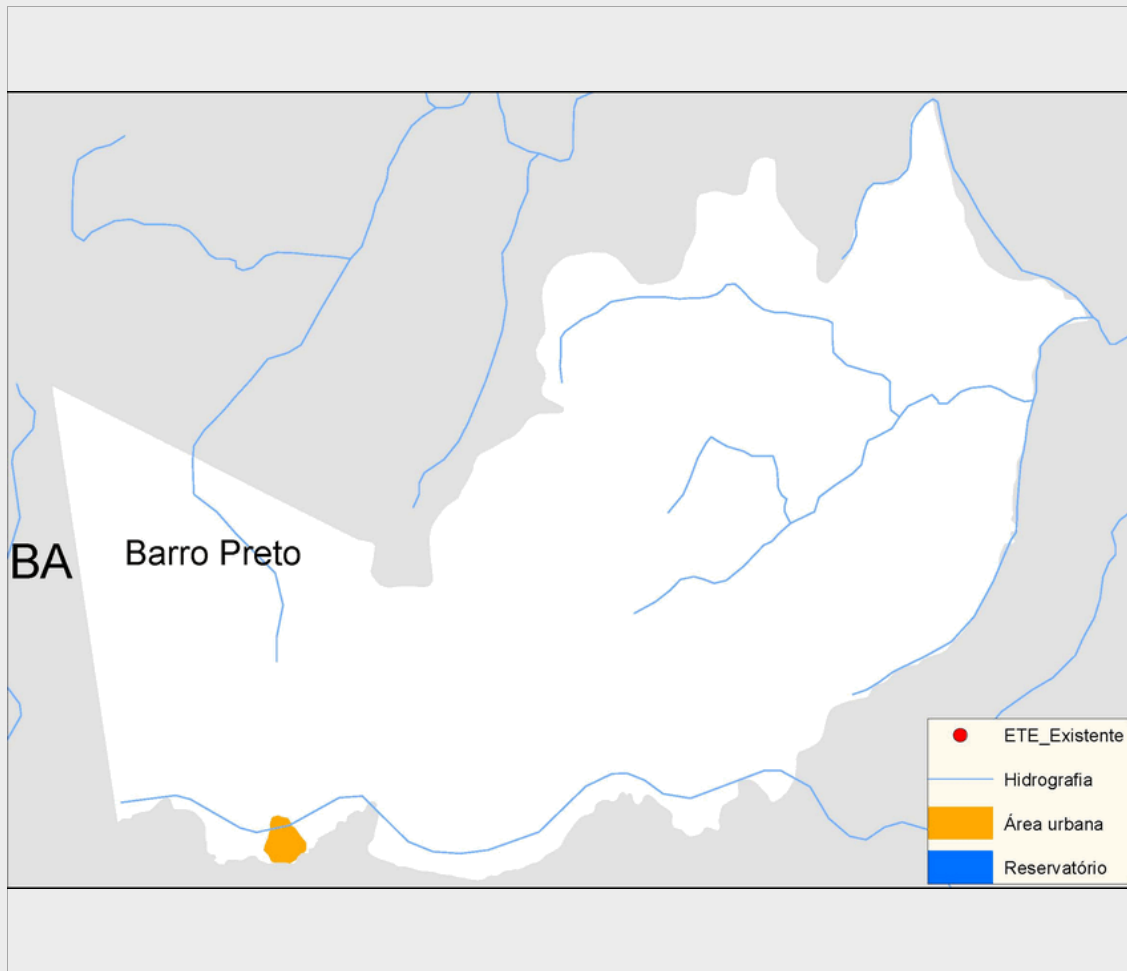 BA
Barro Preto
ETE_Existente
Hidrografia
Área urbana
Reservatório